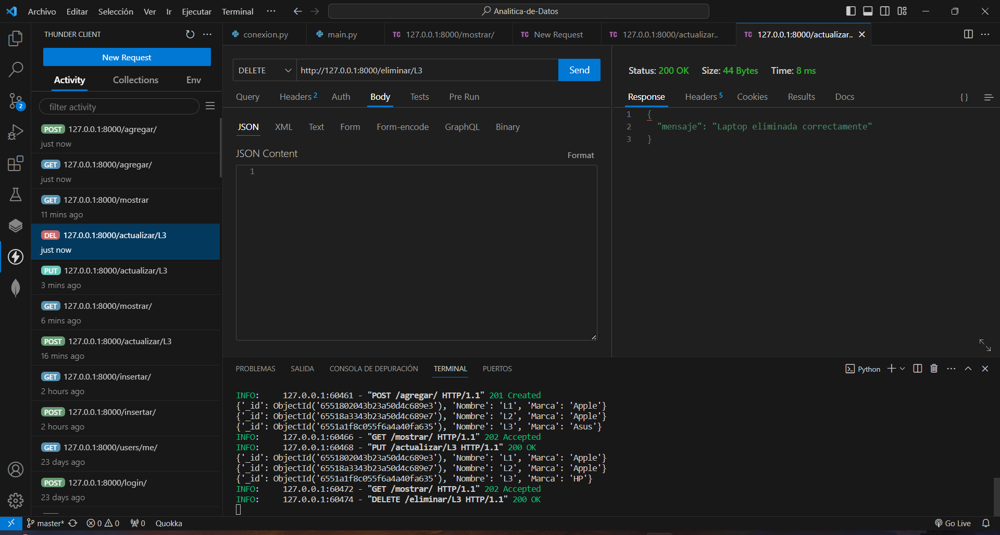 Archivo Editar Selección Ver Ir Ejecutar Terminal ··· Analitica-de-Datos
THUNDER CLIENT
New Request
Activity Collections Env
filter activity
POST 127.0.0.1:8000/agregar/
just now
GET 127.0.0.1:8000/agregar/
just now
GET 127.0.0.1:8000/mostrar
11 mins ago
DEL 127.0.0.1:8000/actualizar/L3
just now
PUT 127.0.0.1:8000/actualizar/L3
3 mins ago
GET 127.0.0.1:8000/mostrar/
6 mins ago
POST 127.0.0.1:8000/actualizar/L3
16 mins ago
GET 127.0.0.1:8000/insertar/
2 hours ago
POST 127.0.0.1:8000/insertar/
2 hours ago
GET 127.0.0.1:8000/users/me/
23 days ago
POST 127.0.0.1:8000/login/
23 days ago
2
conexion.py main.py TC 127.0.0.1:8000/mostrar/ TC New Request TC 127.0.0.1:8000/actualizar.. TC 127.0.0.1:8000/actualizar..
DELETE http://127.0.0.1:8000/eliminar/L3 Send
Query Headers 2 Auth Body Tests Pre Run
JSON XML Text Form Form-encode GraphQL Binary
JSON Content
Format
1
Status: 200 OK Size: 44 Bytes Time: 8 ms
Response Headers 5 Cookies Results Docs {}
1 {
2 "mensaje": "Laptop eliminada correctamente"
3 }
PROBLEMAS SALIDA CONSOLA DE DEPURACIÓN TERMINAL PUERTOS Python
INFO: 127.0.0.1:60461 - "POST /agregar/ HTTP/1.1" 201 Created
{'_id': ObjectId('6551802043b23a50d4c689e3'), 'Nombre': 'L1', 'Marca': 'Apple'}
{'_id': ObjectId('65518a3343b23a50d4c689e7'), 'Nombre': 'L2', 'Marca': 'Apple'}
{'_id': ObjectId('6551a1f8c055f6a4a40fa635'), 'Nombre': 'L3', 'Marca': 'Asus'}
INFO: 127.0.0.1:60466 - "GET /mostrar/ HTTP/1.1" 202 Accepted
INFO: 127.0.0.1:60468 - "PUT /actualizar/L3 HTTP/1.1" 200 OK
{'_id': ObjectId('6551802043b23a50d4c689e3'), 'Nombre': 'L1', 'Marca': 'Apple'}
{'_id': ObjectId('65518a3343b23a50d4c689e7'), 'Nombre': 'L2', 'Marca': 'Apple'}
{'_id': ObjectId('6551a1f8c055f6a4a40fa635'), 'Nombre': 'L3', 'Marca': 'HP'}
INFO: 127.0.0.1:60472 - "GET /mostrar/ HTTP/1.1" 202 Accepted
INFO: 127.0.0.1:60474 - "DELETE /eliminar/L3 HTTP/1.1" 200 OK
master* 0 0 0 Quokka Go Live